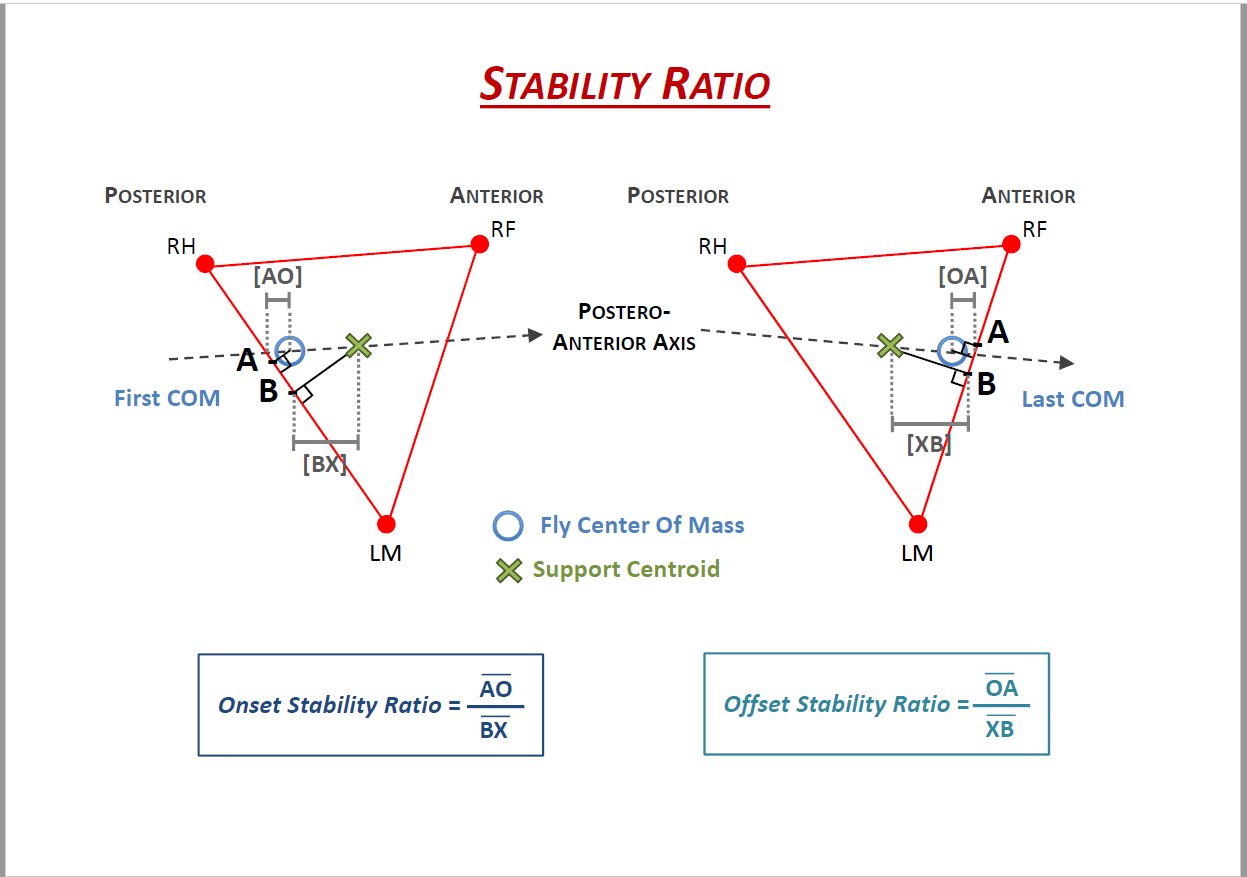 STABILITY RATIO
POSTERIOR
ANTERIOR
RH
RF
[AO]
A
B
First COM
[BX]
LM
POSTERO-
ANTERIOR AXIS
POSTERIOR
ANTERIOR
RH
RF
[OA]
A
B
Last COM
[XB]
LM
Fly Center Of Mass
Support Centroid
Onset Stability Ratio = AO
BX
Offset Stability Ratio = OA
XB